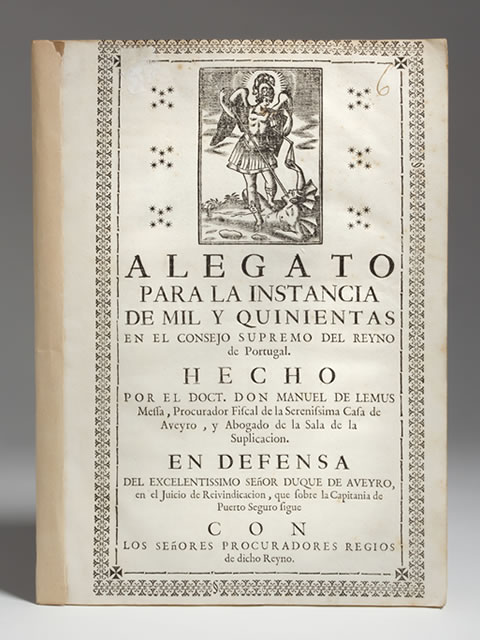 6
ALEGATO
PARA LA INSTANCIA
DE MIL Y QUINIENTAS
EN EL CONSEJO SUPREMO DEL REYNO
de Portugal.
HECHO
POR EL DOCT. DON MANUEL DE LEMUS
Messa, Procurador Fiscal de la Serenissima Casa de
Aveyro, y Abogado de la Sala de la
Suplicacion.
EN DEFENSA
DEL EXCELENTISSIMO SEñOR DUQUE DE AVEYRO,
en el Juicio de Reivindicacion, que sobre la Capitania de
Puerto Seguro sigue
CON
LOS SEñORES PROCURADORES REGIOS
de dicho Reyno.